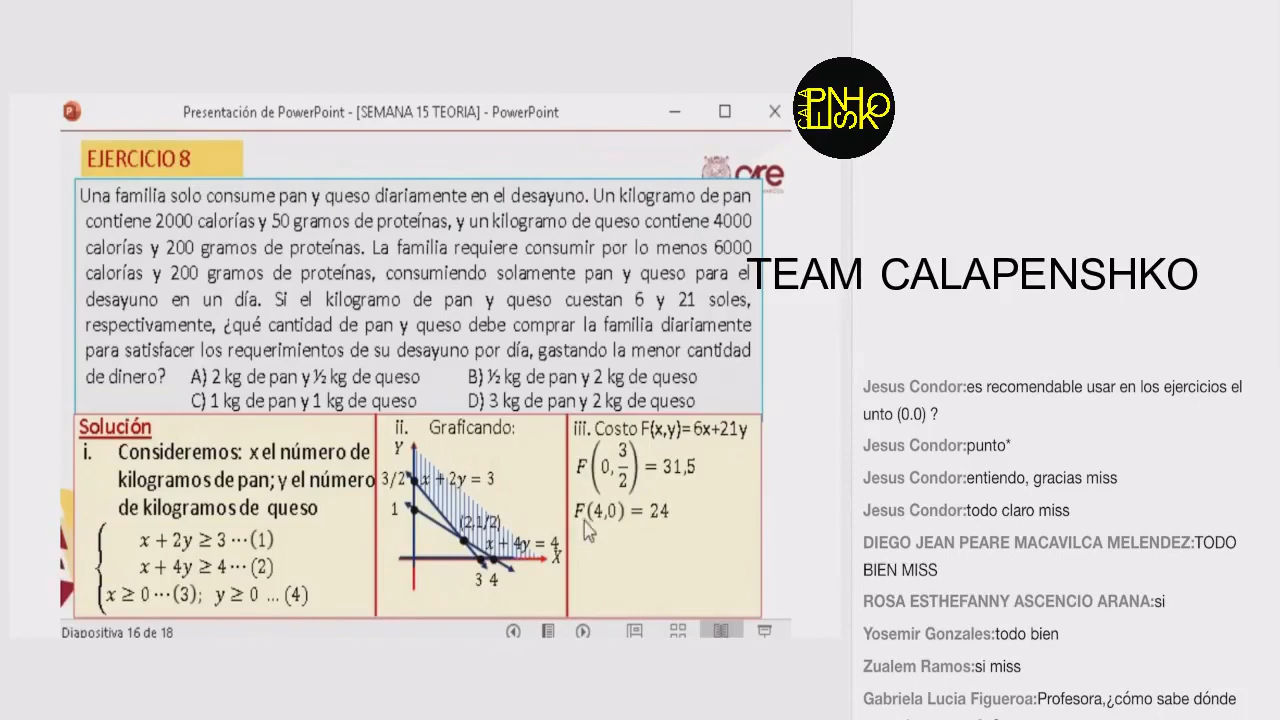 Presentación de PowerPoint - [SEMANA 15 TEORIA] - PowerPoint
EJERCICIO 8
cre
Una familia solo consume pan y queso diariamente en el desayuno. Un kilogramo de pan
contiene 2000 calorías y 50 gramos de proteínas, y un kilogramo de queso contiene 4000
calorías y 200 gramos de proteínas. La familia requiere consumir por lo menos 6000
calorías y 200 gramos de proteínas, consumiendo solamente pan y queso para el
desayuno en un día. Si el kilogramo de pan y queso cuestan 6 y 21 soles,
respectivamente, ¿qué cantidad de pan y queso debe comprar la familia diariamente
para satisfacer los requerimientos de su desayuno por día, gastando la menor cantidad
de dinero? A) 2 kg de pan y ½ kg de queso B) ½ kg de pan y 2 kg de queso
C) 1 kg de pan y 1 kg de queso D) 3 kg de pan y 2 kg de queso
Solución
i. Consideremos: x el número de
kilogramos de pan; y el número
de kilogramos de queso
x + 2y ≥ 3 ⋯(1)
x + 4y ≥ 4 ⋯(2)
x ≥ 0 ⋯(3); y ≥ 0 ... (4)
ii. Graficando:
Y
3/2 x + 2y = 3
1
(2,1/2)
x + 4y = 4
X
3 4
iii. Costo F(x,y)= 6x+21y
F(0, 3/2) = 31,5
F(4,0) = 24
Diapositiva 16 de 18
CALA
PENSHKO
TEAM CALAPENSHKO
Jesus Condor:es recomendable usar en los ejercicios el
unto (0.0) ?
Jesus Condor:punto*
Jesus Condor:entiendo, gracias miss
Jesus Condor:todo claro miss
DIEGO JEAN PEARE MACAVILCA MELENDEZ:TODO
BIEN MISS
ROSA ESTHEFANNY ASCENCIO ARANA:si
Yosemir Gonzales:todo bien
Zualem Ramos:si miss
Gabriela Lucia Figueroa:Profesora,¿cómo sabe dónde